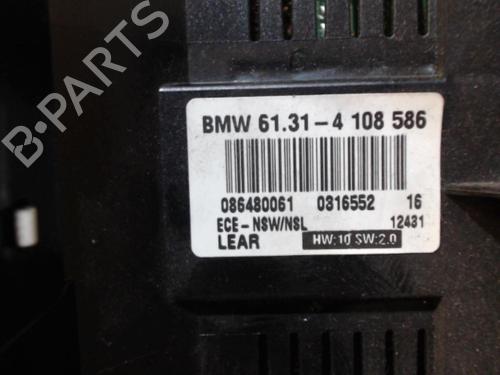 B-PARTS
BMW 61.31-4 108 586
086480061 0316552 16
ECE-NSW/NSL 12431
LEAR HW:10 SW:2.0